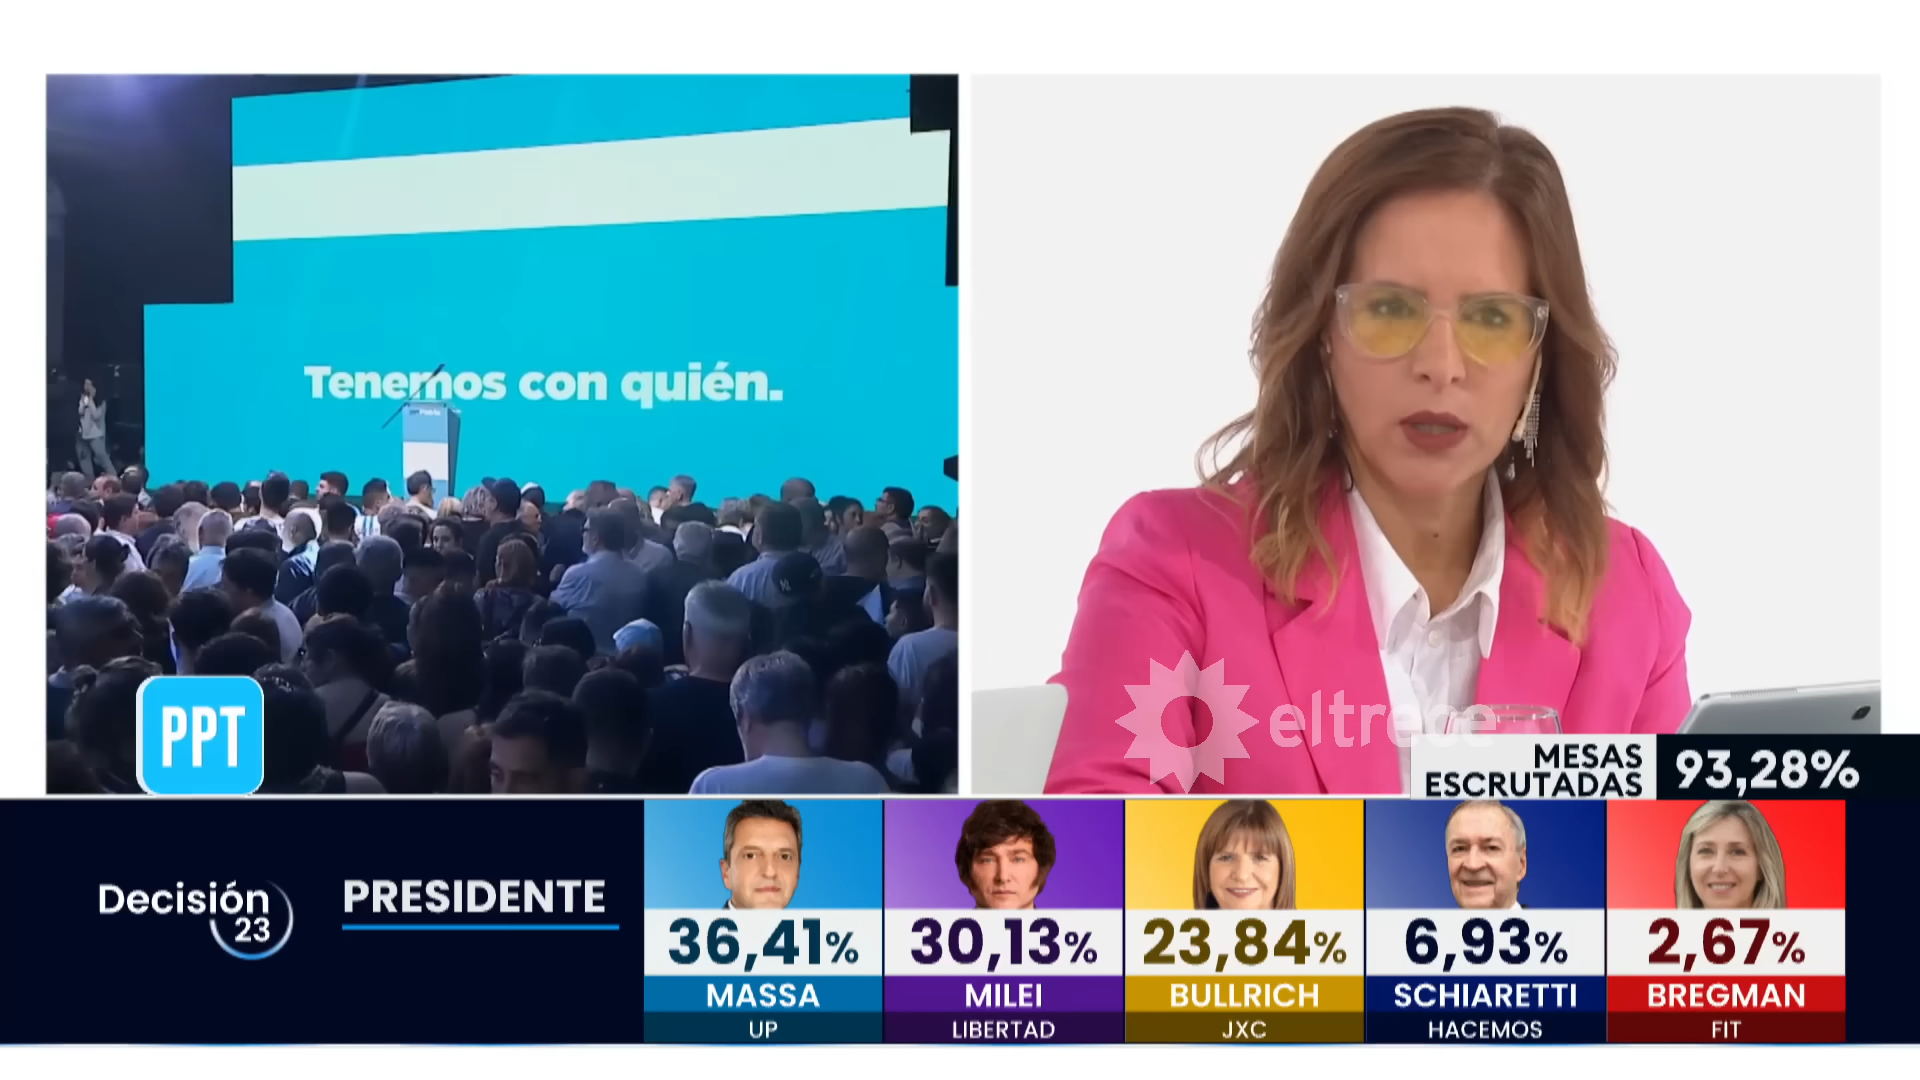 Tenemos con quién.
PPT
eltrece
MESAS
ESCRUTADAS
93,28%
Decisión
23
PRESIDENTE
36,41%
MASSA
UP
30,13%
MILEI
LIBERTAD
23,84%
BULLRICH
JXC
6,93%
SCHIARETTI
HACEMOS
2,67%
BREGMAN
FIT